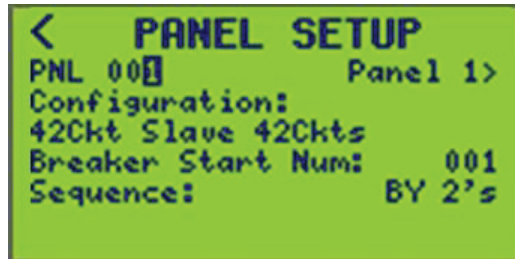 < PANEL SETUP
PNL 001 Panel 1>
Configuration:
42Ckt Slave 42Ckts
Breaker Start Num: 001
Sequence: BY 2's